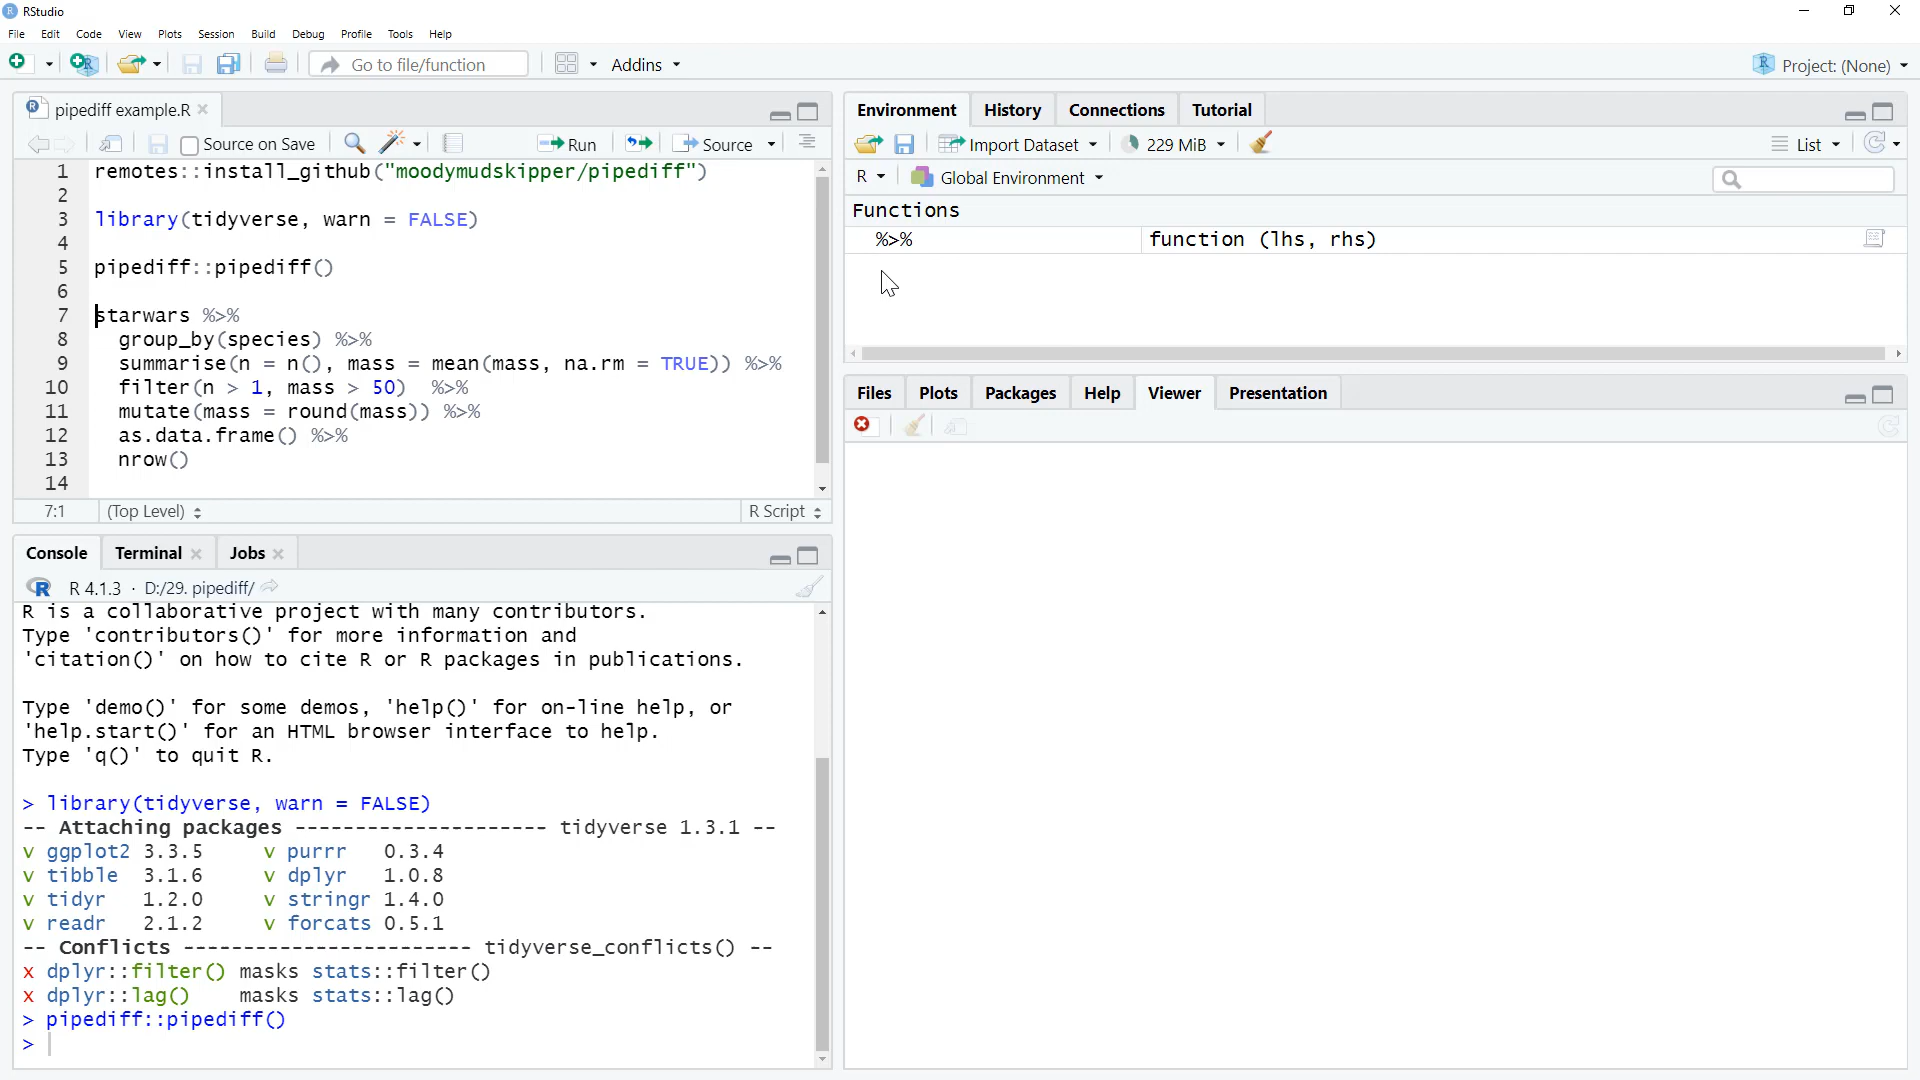 RStudio
File Edit Code View Plots Session Build Debug Profile Tools Help
Go to file/function Addins Project: (None)
pipediff example.R
Source on Save Run Source
1 remotes::install_github("moodymudskipper/pipediff")
2
3 library(tidyverse, warn = FALSE)
4
5 pipediff::pipediff()
6
7 starwars %>%
8 group_by(species) %>%
9 summarise(n = n(), mass = mean(mass, na.rm = TRUE)) %>%
10 filter(n > 1, mass > 50) %>%
11 mutate(mass = round(mass)) %>%
12 as.data.frame() %>%
13 nrow()
14
7:1 (Top Level) R Script
Console Terminal Jobs
R 4.1.3 · D:/29. pipediff/
R is a collaborative project with many contributors.
Type 'contributors()' for more information and
'citation()' on how to cite R or R packages in publications.
Type 'demo()' for some demos, 'help()' for on-line help, or
'help.start()' for an HTML browser interface to help.
Type 'q()' to quit R.
> library(tidyverse, warn = FALSE)
-- Attaching packages --------------------- tidyverse 1.3.1 --
v ggplot2 3.3.5 v purrr 0.3.4
v tibble 3.1.6 v dplyr 1.0.8
v tidyr 1.2.0 v stringr 1.4.0
v readr 2.1.2 v forcats 0.5.1
-- Conflicts ------------------------ tidyverse_conflicts() --
x dplyr::filter() masks stats::filter()
x dplyr::lag() masks stats::lag()
> pipediff::pipediff()
>
Environment History Connections Tutorial
Import Dataset 229 MiB List
R Global Environment
Functions
%>% function (lhs, rhs)
Files Plots Packages Help Viewer Presentation